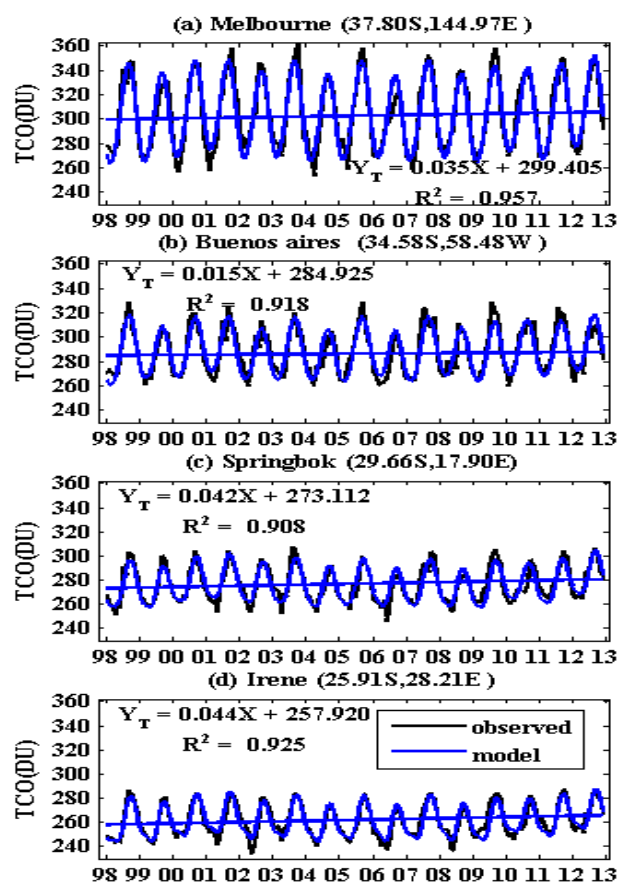 (a) Melbourne (37.80S,144.97E )
360
340
320
300
280
260
240
TCO(DU)
Y_T = 0.035X + 299.405
R² = 0.957
98 99 00 01 02 03 04 05 06 07 08 09 10 11 12 13
(b) Buenos aires (34.58S,58.48W )
360
340
320
300
280
260
240
TCO(DU)
Y_T = 0.015X + 284.925
R² = 0.918
98 99 00 01 02 03 04 05 06 07 08 09 10 11 12 13
(c) Springbok (29.66S,17.90E)
360
340
320
300
280
260
240
TCO(DU)
Y_T = 0.042X + 273.112
R² = 0.908
98 99 00 01 02 03 04 05 06 07 08 09 10 11 12 13
(d) Irene (25.91S,28.21E )
360
340
320
300
280
260
240
TCO(DU)
Y_T = 0.044X + 257.920
R² = 0.925
observed
model
98 99 00 01 02 03 04 05 06 07 08 09 10 11 12 13